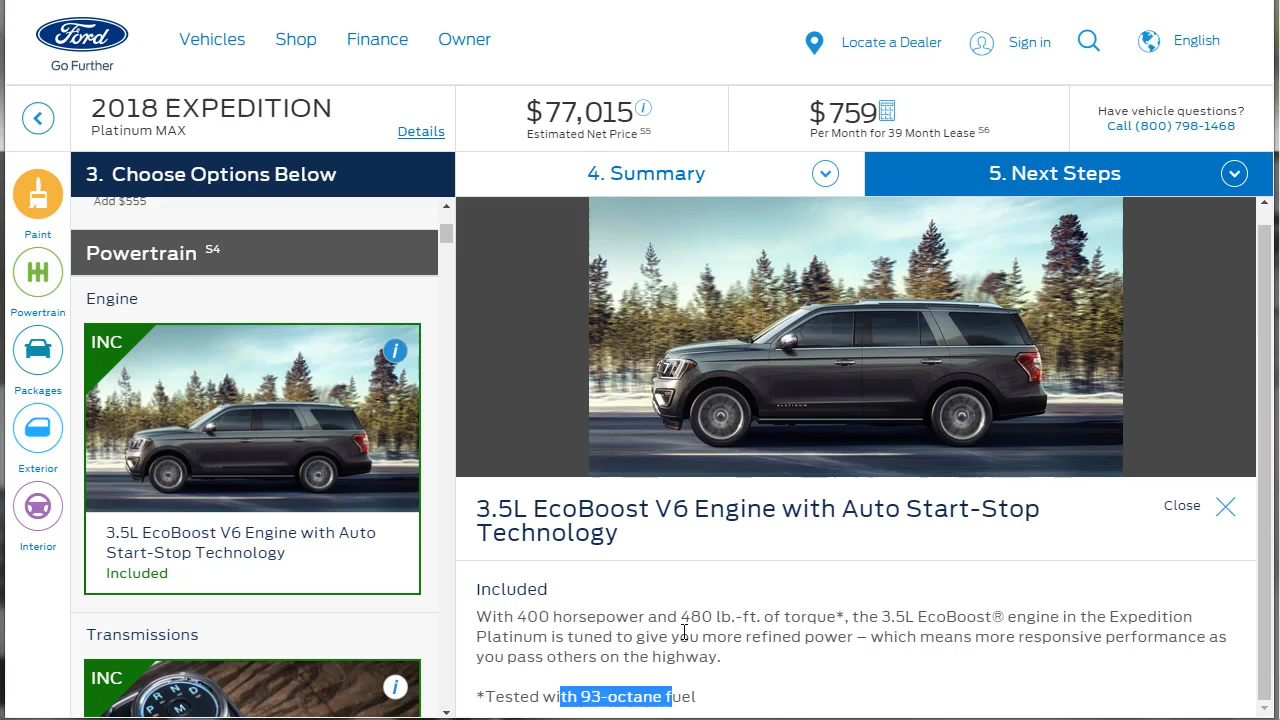 Ford
Go Further
Vehicles
Shop
Finance
Owner
Locate a Dealer
Sign in
English
2018 EXPEDITION
Platinum MAX
Details
$77,015
Estimated Net Price S5
$759
Per Month for 39 Month Lease S6
Have vehicle questions?
Call (800) 798-1468
3. Choose Options Below
4. Summary
5. Next Steps
Paint
Powertrain
Packages
Exterior
Interior
Add $555
Powertrain S4
Engine
INC
i
3.5L EcoBoost V6 Engine with Auto
Start-Stop Technology
Included
Transmissions
INC
i
P R N D
M
PLATINUM
3.5L EcoBoost V6 Engine with Auto Start-Stop
Technology
Close
Included
With 400 horsepower and 480 lb.-ft. of torque*, the 3.5L EcoBoost® engine in the Expedition
Platinum is tuned to give you more refined power – which means more responsive performance as
you pass others on the highway.
*Tested with 93-octane fuel